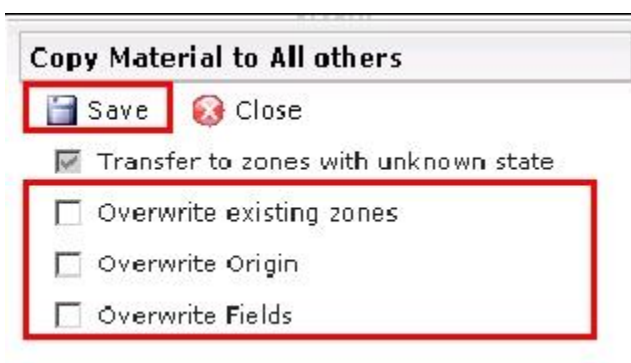 Copy Material to All others
Save Close
Transfer to zones with unknown state
Overwrite existing zones
Overwrite Origin
Overwrite Fields